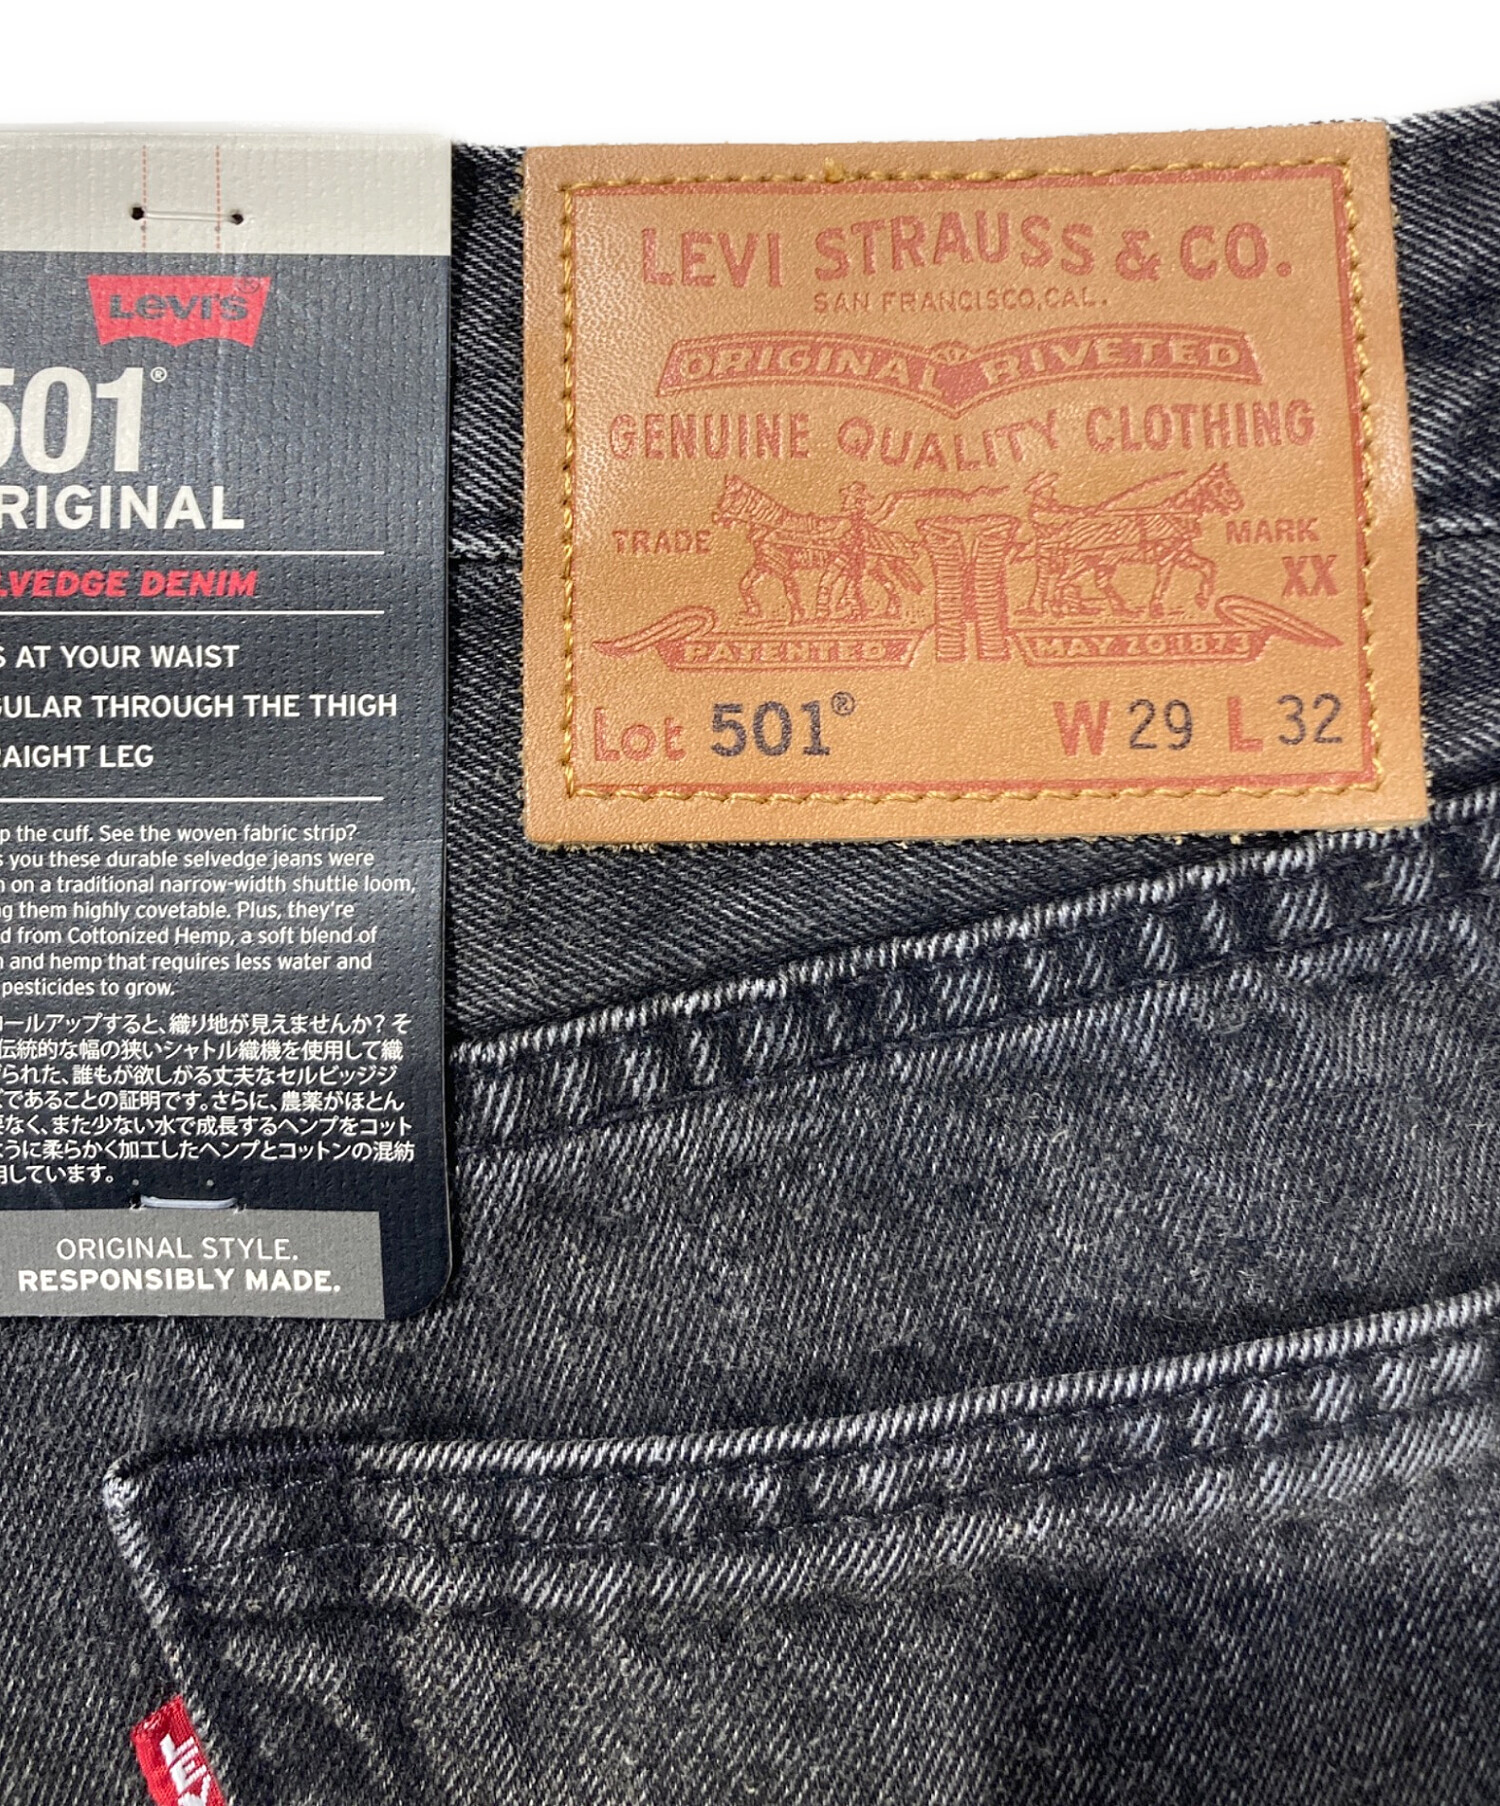 LEVI'S®
501®
RIGINAL
LVEDGE DENIM
S AT YOUR WAIST
GULAR THROUGH THE THIGH
RAIGHT LEG
p the cuff. See the woven fabric strip?
s you these durable selvedge jeans were
n on a traditional narrow-width shuttle loom,
g them highly covetable. Plus, they're
d from Cottonized Hemp, a soft blend of
n and hemp that requires less water and
pesticides to grow.
ロールアップすると、織り地が見えませんか? そ
伝統的な幅の狭いシャトル織機を使用して織
られた、誰もが欲しがる丈夫なセルビッジジ
であることの証明です。さらに、農薬がほとん
なく、また少ない水で成長するヘンプをコット
ように柔らかく加工したヘンプとコットンの混紡
用しています。
ORIGINAL STYLE.
RESPONSIBLY MADE.
LEVI STRAUSS & CO.
SAN FRANCISCO, CAL.
ORIGINAL RIVETED
GENUINE QUALITY CLOTHING
TRADE MARK
XX
PATENTED MAY 20 1873
Lot 501® W 29 L 32
LEV